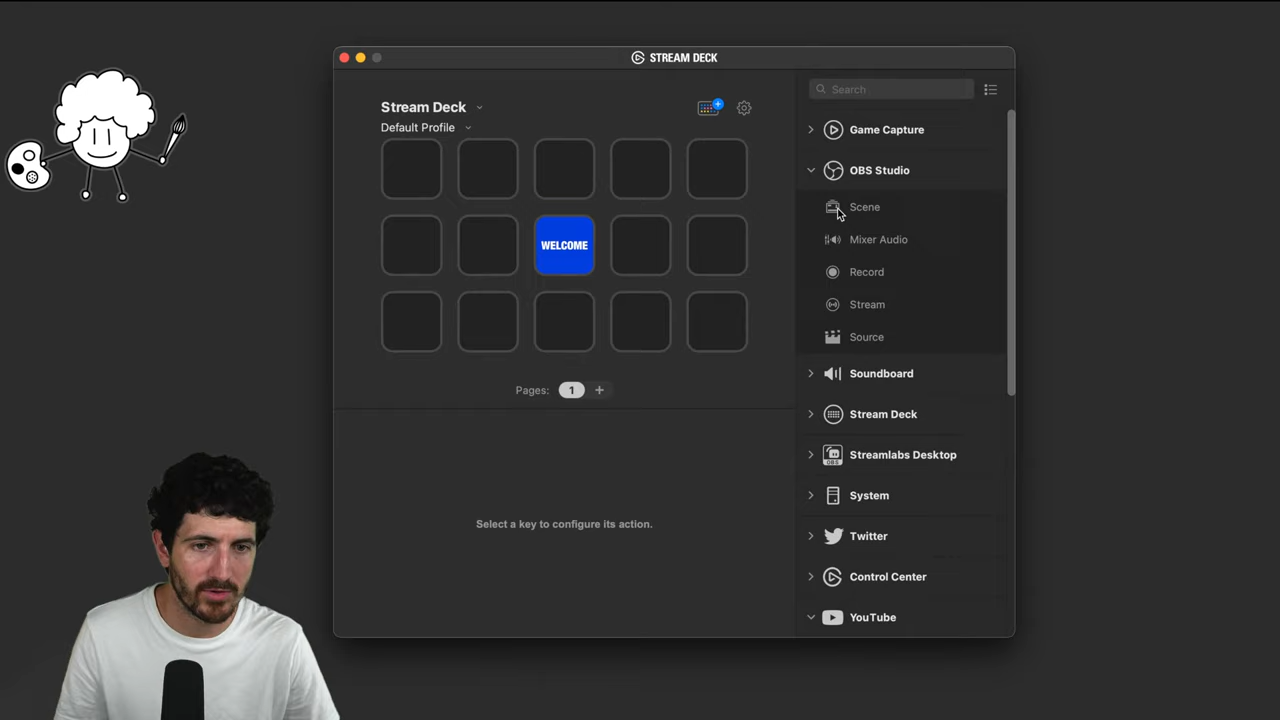 STREAM DECK
Stream Deck
Default Profile
WELCOME
Pages: 1 +
Select a key to configure its action.
Search
Game Capture
OBS Studio
Scene
Mixer Audio
Record
Stream
Source
Soundboard
Stream Deck
Streamlabs Desktop
System
Twitter
Control Center
YouTube